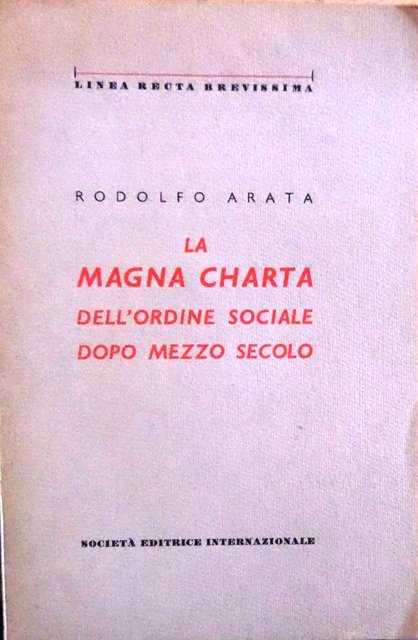 LINEA RECTA BREVISSIMA
RODOLFO ARATA
LA
MAGNA CHARTA
DELL'ORDINE SOCIALE
DOPO MEZZO SECOLO
SOCIETÀ EDITRICE INTERNAZIONALE